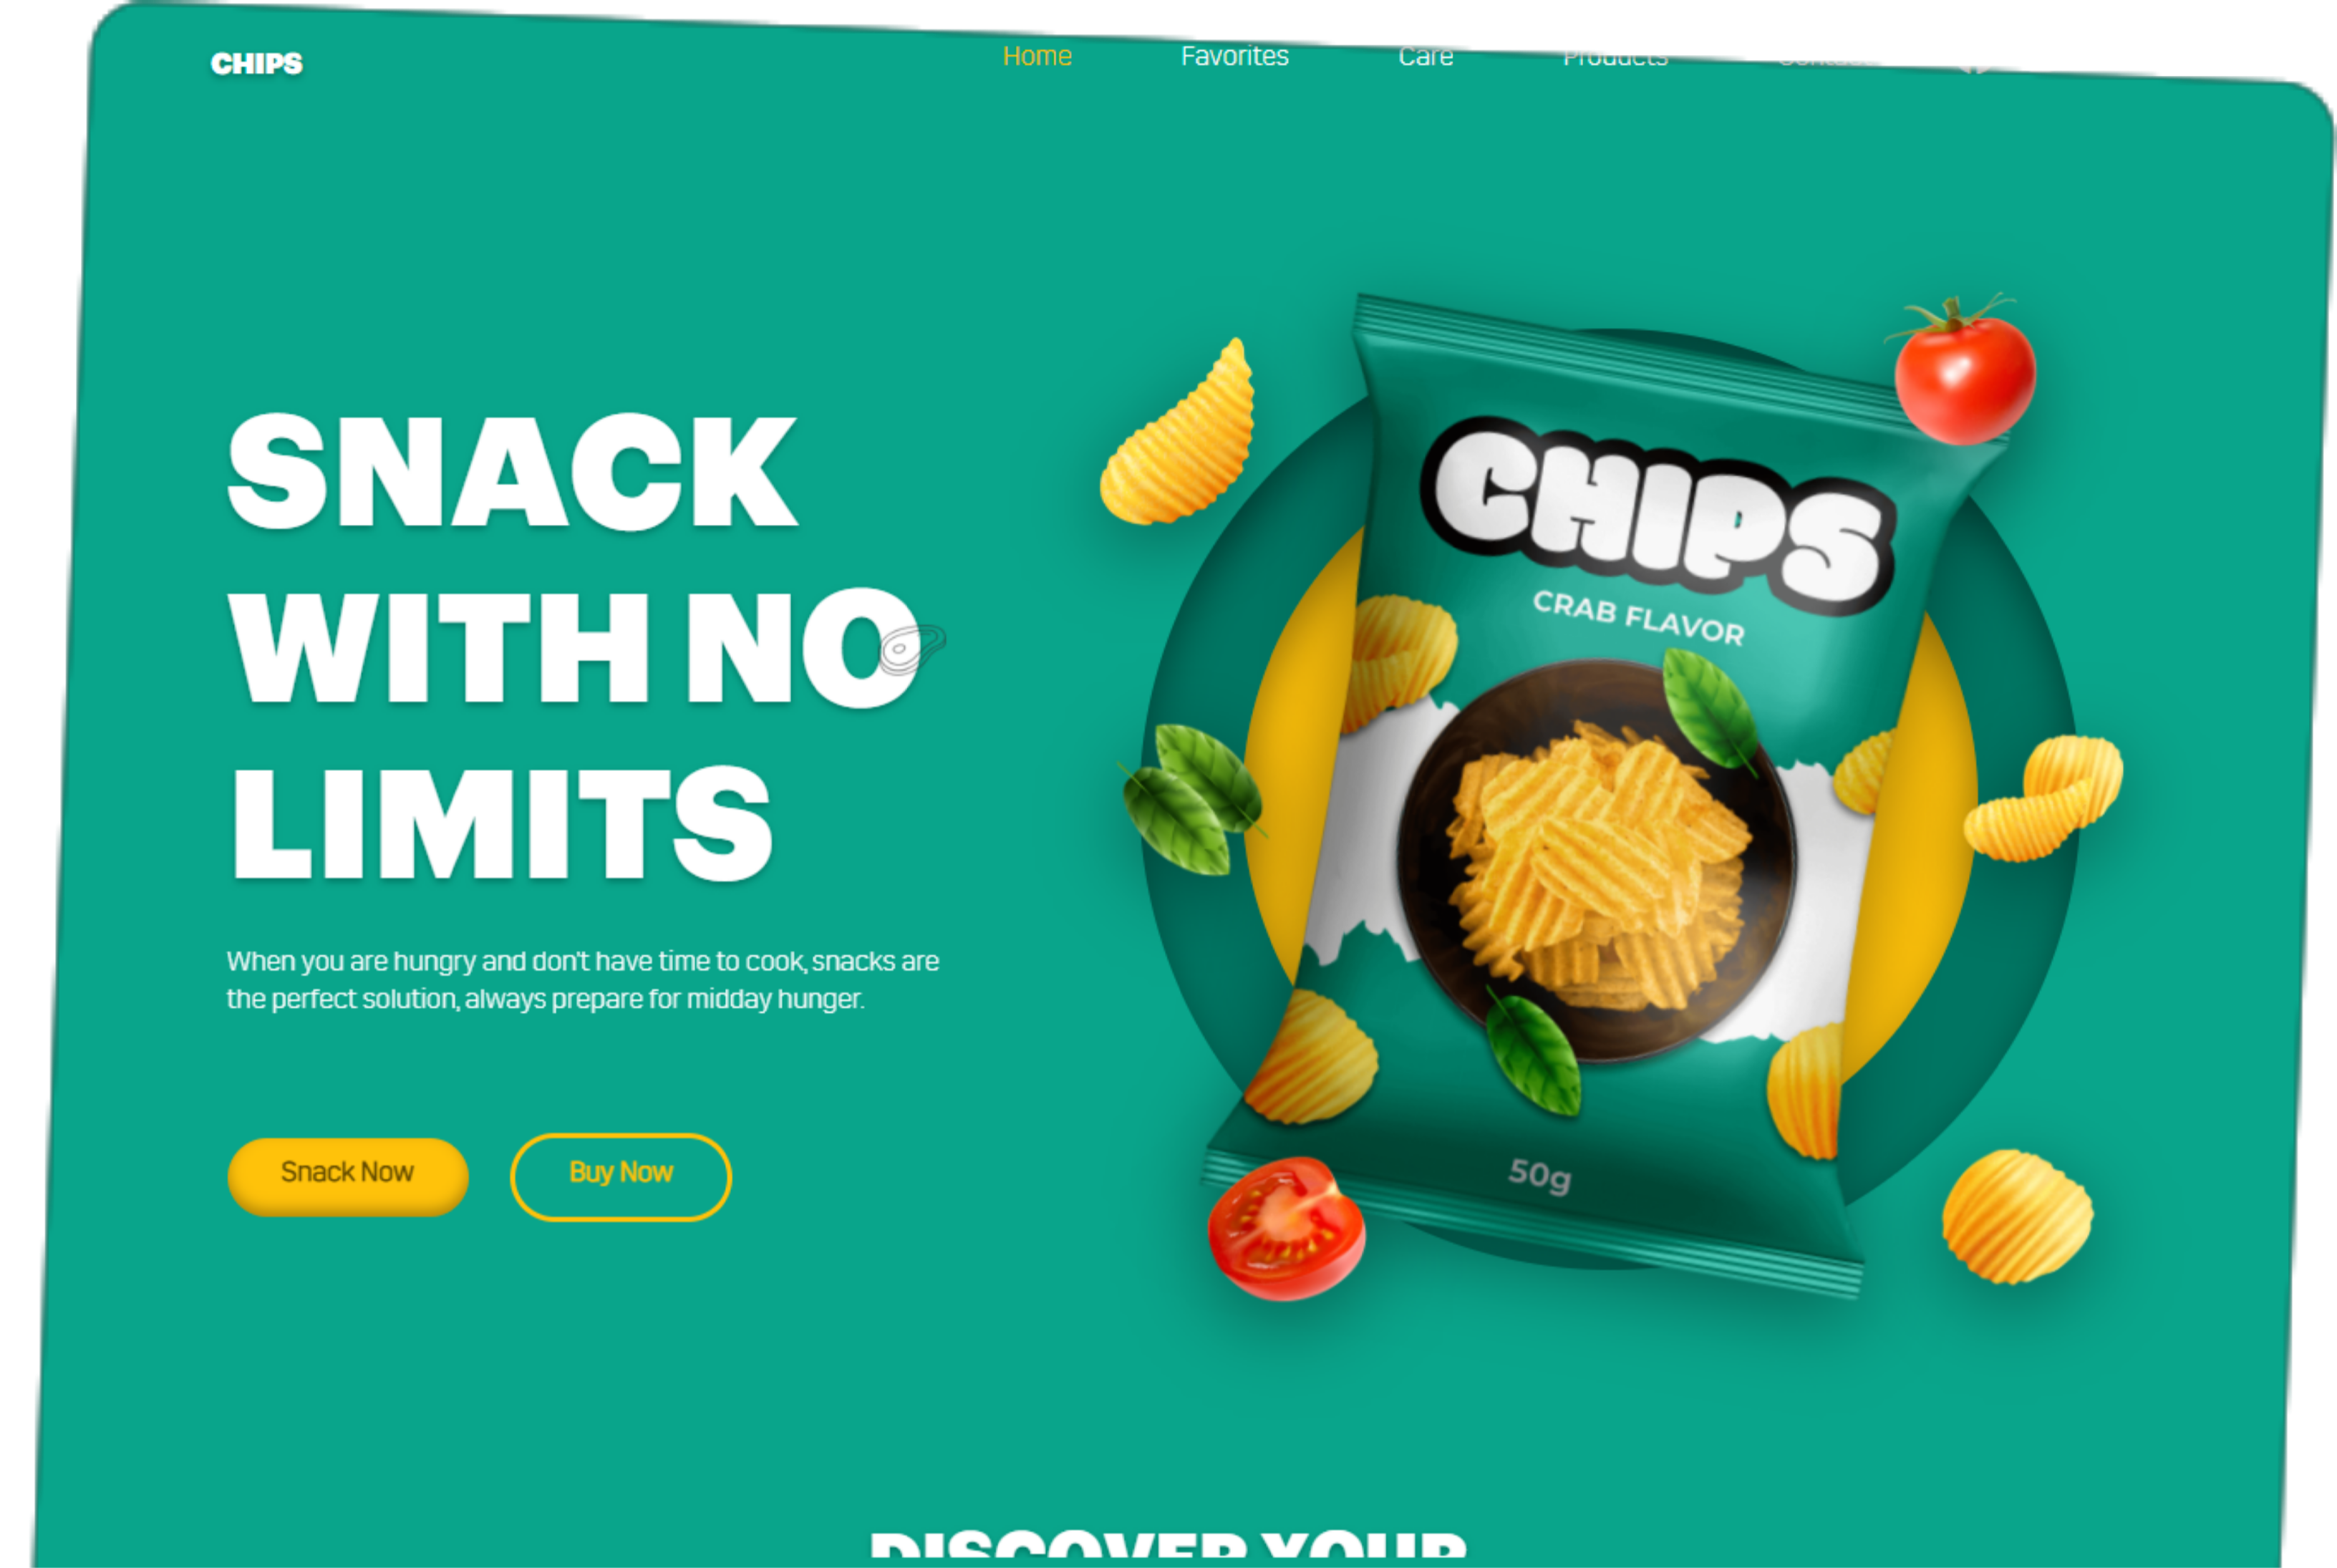 CHIPS
Home Favorites Care Products
SNACK
WITH NO
LIMITS
When you are hungry and don't have time to cook, snacks are
the perfect solution, always prepare for midday hunger.
Snack Now Buy Now
CHIPS
CRAB FLAVOR
50g
DISCOVER YOUR